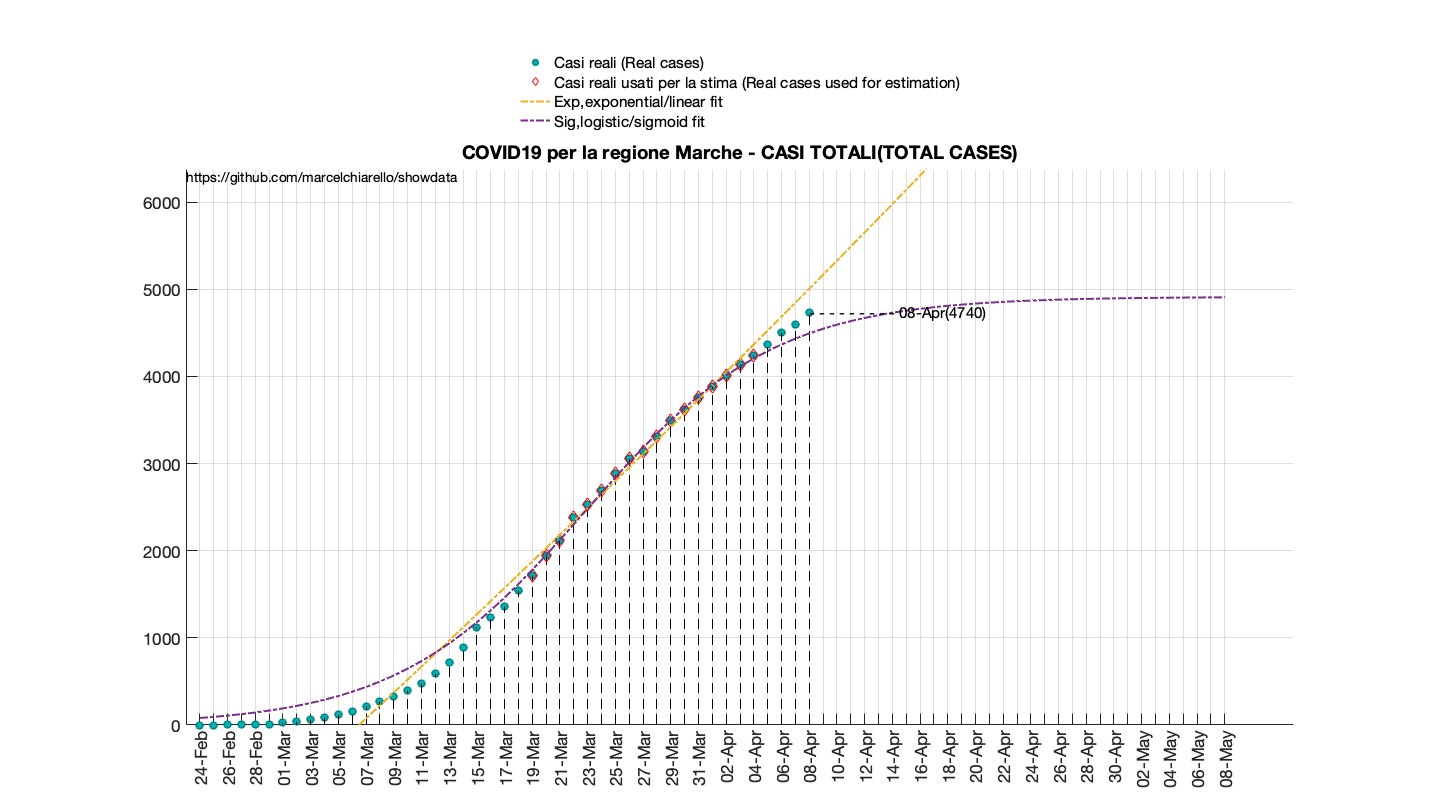 Casi reali (Real cases)
Casi reali usati per la stima (Real cases used for estimation)
Exp,exponential/linear fit
Sig,logistic/sigmoid fit
COVID19 per la regione Marche - CASI TOTALI(TOTAL CASES)
https://github.com/marcelchiarello/showdata
6000
5000
08-Apr(4740)
4000
3000
2000
1000
0
24-Feb
26-Feb
28-Feb
01-Mar
03-Mar
05-Mar
07-Mar
09-Mar
11-Mar
13-Mar
15-Mar
17-Mar
19-Mar
21-Mar
23-Mar
25-Mar
27-Mar
29-Mar
31-Mar
02-Apr
04-Apr
06-Apr
08-Apr
10-Apr
12-Apr
14-Apr
16-Apr
18-Apr
20-Apr
22-Apr
24-Apr
26-Apr
28-Apr
30-Apr
02-May
04-May
06-May
08-May